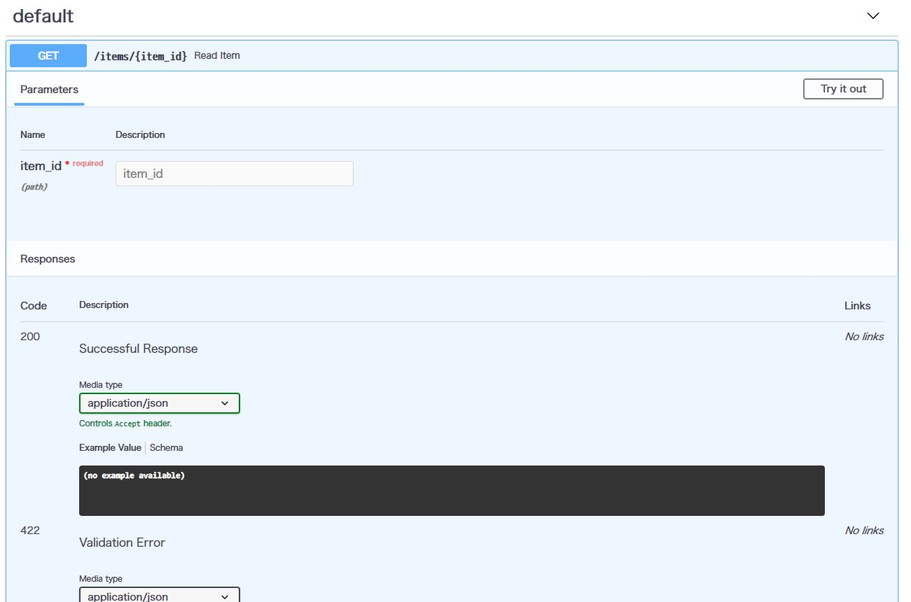 default
GET /items/{item_id} Read Item
Parameters
Try it out
Name Description
item_id * required
(path)
item_id
Responses
Code Description Links
200 No links
Successful Response
Media type
application/json
Controls Accept header.
Example Value Schema
(no example available)
422 No links
Validation Error
Media type
application/json